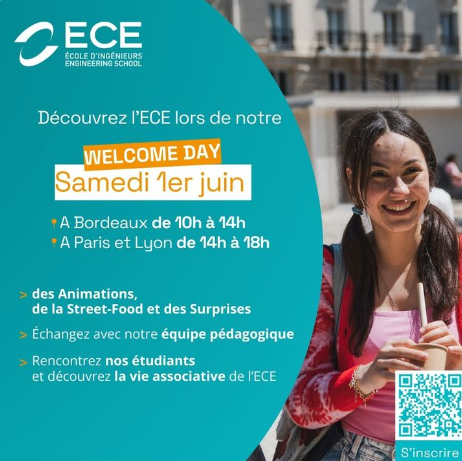 ECE
ÉCOLE D'INGÉNIEURS
ENGINEERING SCHOOL
Découvrez l'ECE lors de notre
WELCOME DAY
Samedi 1er juin
A Bordeaux de 10h à 14h
A Paris et Lyon de 14h à 18h
> des Animations,
de la Street-Food et des Surprises
> Échangez avec notre équipe pédagogique
> Rencontrez nos étudiants
et découvrez la vie associative de l'ECE
S'inscrire